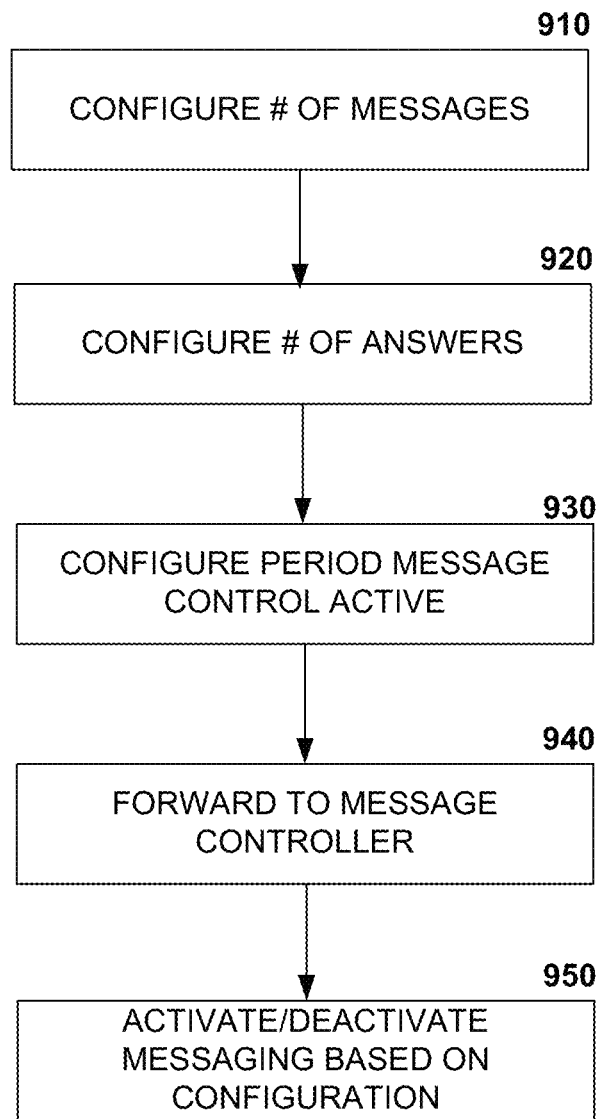 910
CONFIGURE # OF MESSAGES
920
CONFIGURE # OF ANSWERS
930
CONFIGURE PERIOD MESSAGE
CONTROL ACTIVE
940
FORWARD TO MESSAGE
CONTROLLER
950
ACTIVATE/DEACTIVATE
MESSAGING BASED ON
CONFIGURATION